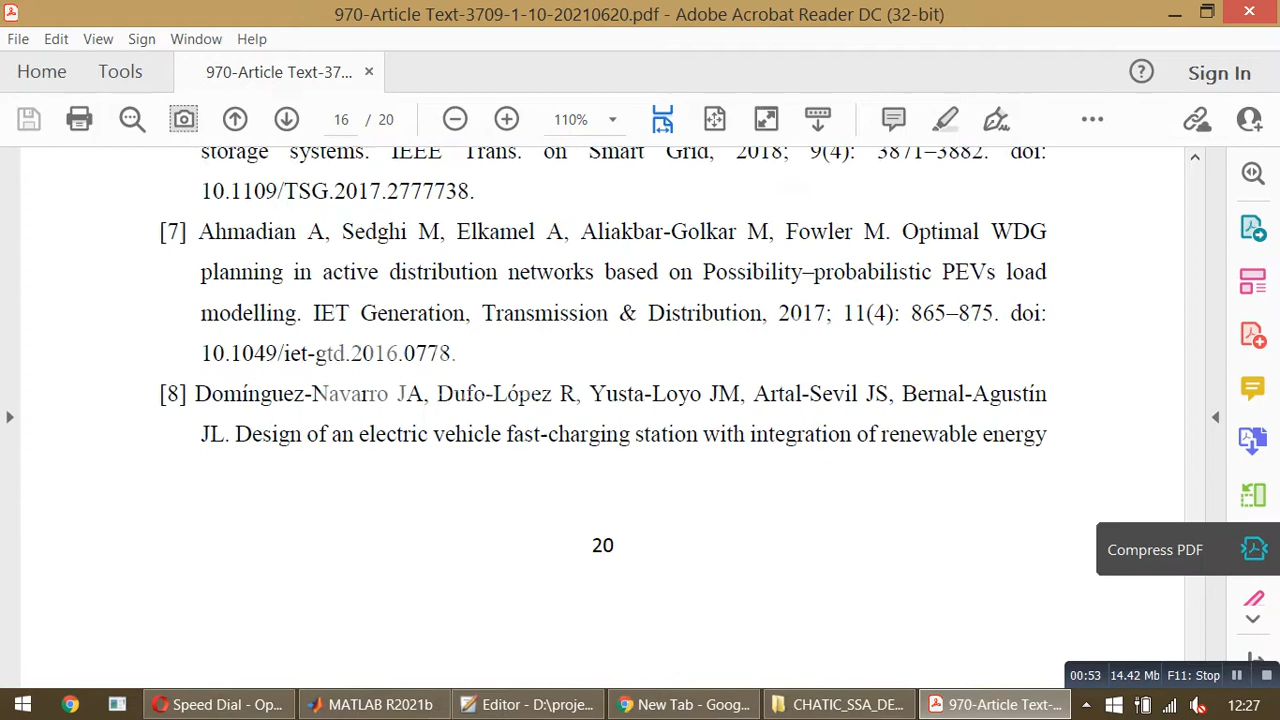 970-Article Text-3709-1-10-20210620.pdf - Adobe Acrobat Reader DC (32-bit)
File Edit View Sign Window Help
Home Tools 970-Article Text-37... × Sign In
16 / 20 110%
storage systems. IEEE Trans. on Smart Grid, 2018; 9(4): 3871–3882. doi:
10.1109/TSG.2017.2777738.
[7] Ahmadian A, Sedghi M, Elkamel A, Aliakbar-Golkar M, Fowler M. Optimal WDG
planning in active distribution networks based on Possibility–probabilistic PEVs load
modelling. IET Generation, Transmission & Distribution, 2017; 11(4): 865–875. doi:
10.1049/iet-gtd.2016.0778.
[8] Domínguez-Navarro JA, Dufo-López R, Yusta-Loyo JM, Artal-Sevil JS, Bernal-Agustín
JL. Design of an electric vehicle fast-charging station with integration of renewable energy
20
Compress PDF
00:53 14.42 Mb F11: Stop
Speed Dial - Op... MATLAB R2021b Editor - D:\proje... New Tab - Goog... CHATIC_SSA_DE... 970-Article Text-... 12:27